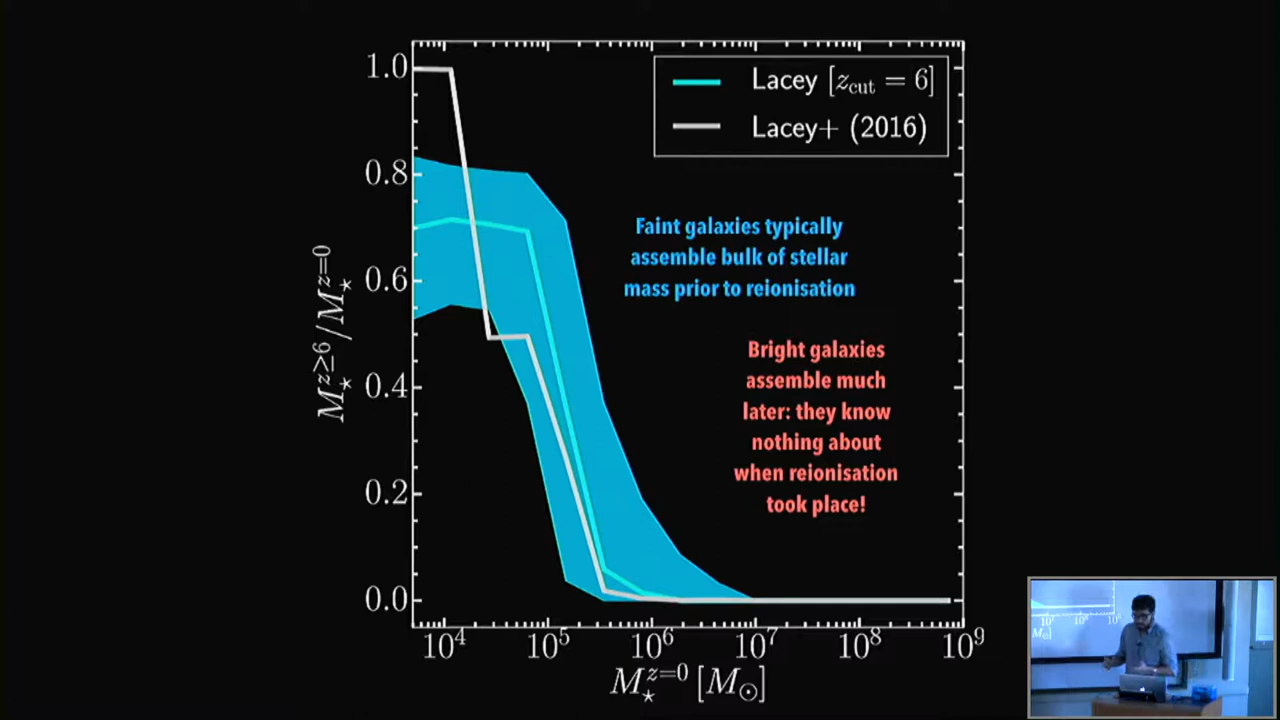 1.0
0.8
0.6
0.4
0.2
0.0
M⋆^{z≥6}/M⋆^{z=0}
Lacey [z_cut = 6]
Lacey+ (2016)
Faint galaxies typically
assemble bulk of stellar
mass prior to reionisation
Bright galaxies
assemble much
later: they know
nothing about
when reionisation
took place!
10^4 10^5 10^6 10^7 10^8 10^9
M⋆^{z=0} [M⊙]